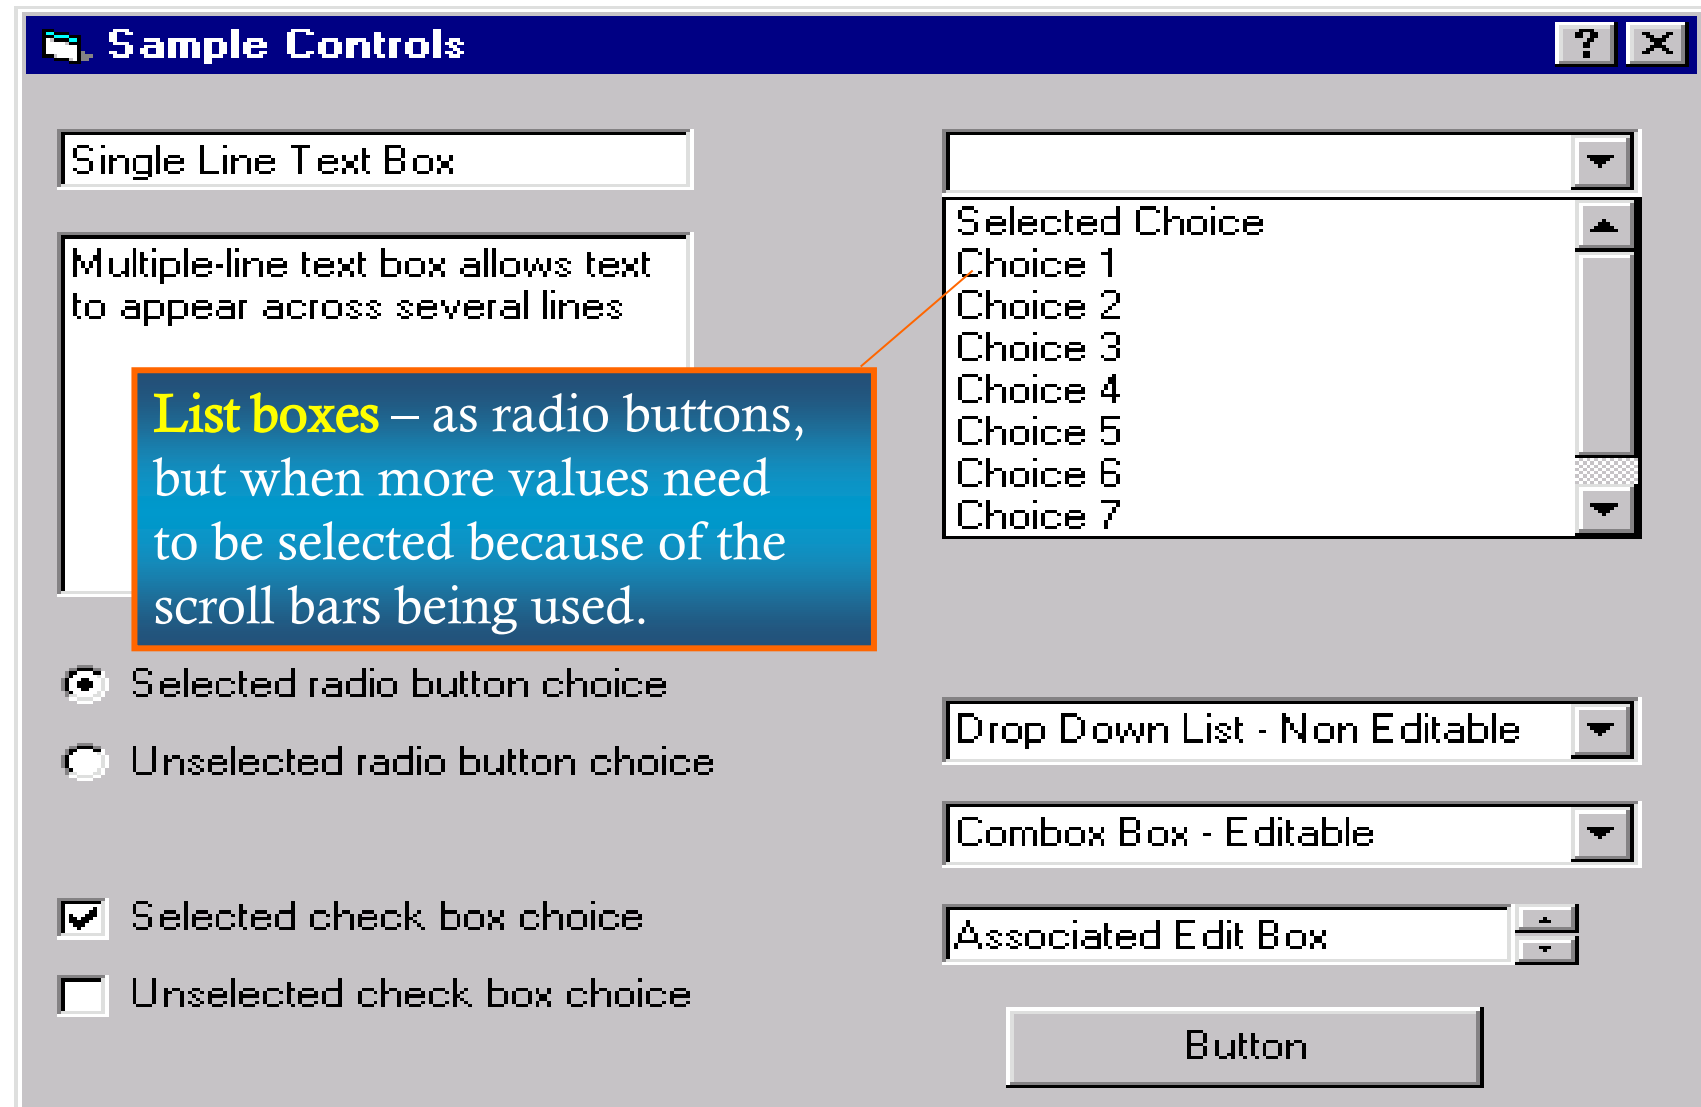 Sample Controls
Single Line Text Box
Multiple-line text box allows text
to appear across several lines
List boxes – as radio buttons,
but when more values need
to be selected because of the
scroll bars being used.
Selected radio button choice
Unselected radio button choice
Selected check box choice
Unselected check box choice
Selected Choice
Choice 1
Choice 2
Choice 3
Choice 4
Choice 5
Choice 6
Choice 7
Drop Down List - Non Editable
Combox Box - Editable
Associated Edit Box
Button